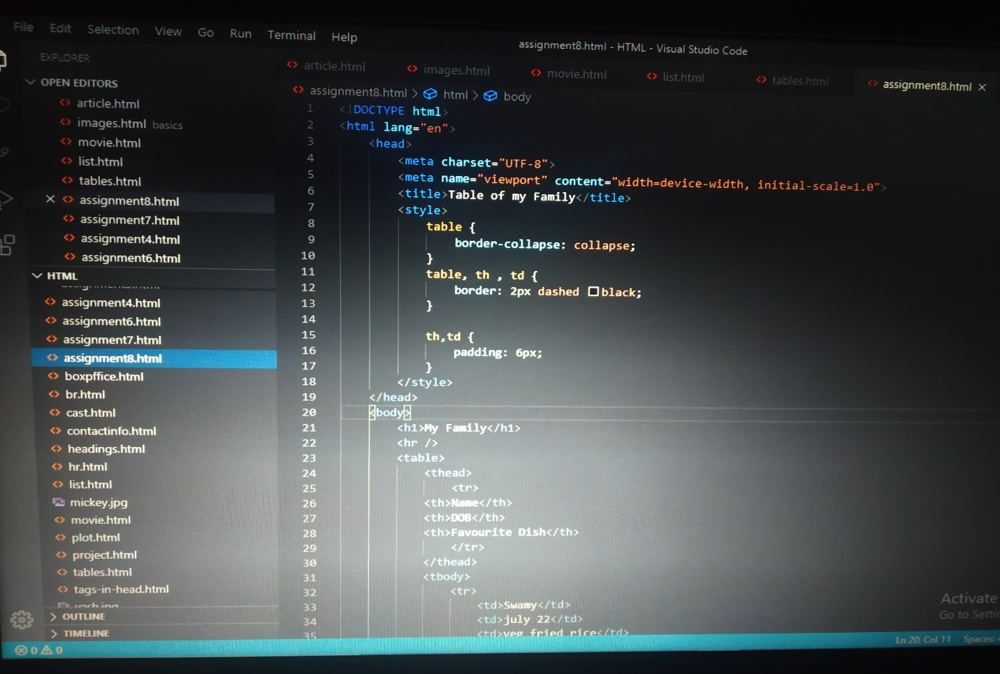 File Edit Selection View Go Run Terminal Help
assignment8.html - HTML - Visual Studio Code
EXPLORER
OPEN EDITORS
article.html
images.html basics
movie.html
list.html
tables.html
assignment8.html
assignment7.html
assignment4.html
assignment6.html
HTML
assignment4.html
assignment6.html
assignment7.html
assignment8.html
boxpffice.html
br.html
cast.html
contactinfo.html
headings.html
hr.html
list.html
mickey.jpg
movie.html
plot.html
project.html
tables.html
tags-in-head.html
OUTLINE
TIMELINE
article.html images.html movie.html list.html tables.html assignment8.html
assignment8.html > html > body
1 <!DOCTYPE html>
2 <html lang="en">
3 <head>
4 <meta charset="UTF-8">
5 <meta name="viewport" content="width=device-width, initial-scale=1.0">
6 <title>Table of my Family</title>
7 <style>
8 table {
9 border-collapse: collapse;
10 }
11 table, th , td {
12 border: 2px dashed black;
13 }
14
15 th,td {
16 padding: 6px;
17 }
18 </style>
19 </head>
20 <body>
21 <h1>My Family</h1>
22 <hr />
23 <table>
24 <thead>
25 <tr>
26 <th>Name</th>
27 <th>DOB</th>
28 <th>Favourite Dish</th>
29 </tr>
30 </thead>
31 <tbody>
32 <tr>
33 <td>Swamy</td>
34 <td>july 22</td>
35 <td>veg fried rice</td>
Activate
Go to Settin
0 0
Ln 20, Col 11 Spaces: